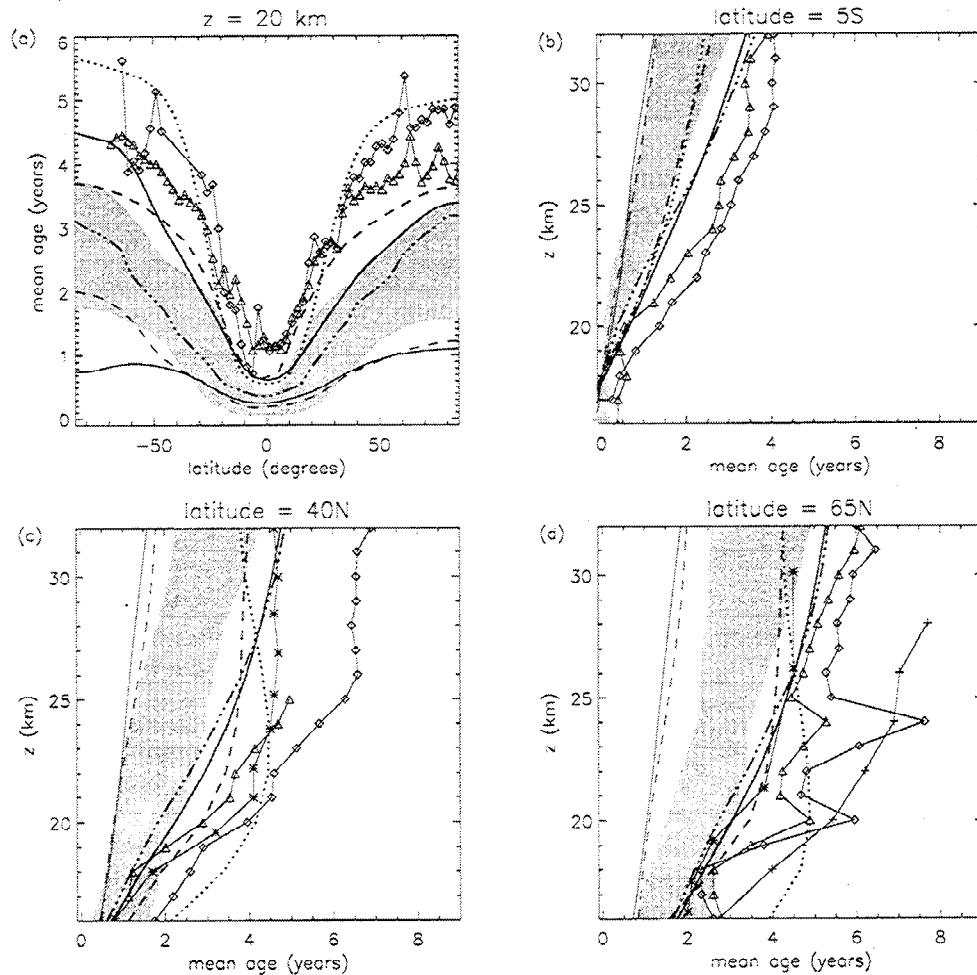 z = 20 km
(a)
6
5
4
3
2
1
0
mean age (years)
−50
0
50
latitude (degrees)
latitude = 5S
(b)
30
25
20
z (km)
0
2
4
6
8
mean age (years)
latitude = 40N
(c)
30
25
20
z (km)
0
2
4
6
8
mean age (years)
latitude = 65N
(d)
30
25
20
z (km)
0
2
4
6
8
mean age (years)